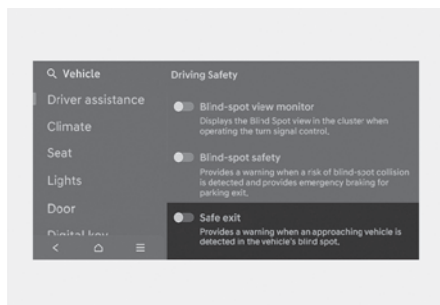 Vehicle
Driver assistance
Climate
Seat
Lights
Door
Digital key
Driving Safety
Blind-spot view monitor
Displays the Blind Spot view in the cluster when
operating the turn signal control.
Blind-spot safety
Provides a warning when a risk of blind-spot collision
is detected and provides emergency braking for
parking exit.
Safe exit
Provides a warning when an approaching vehicle is
detected in the vehicle's blind spot.